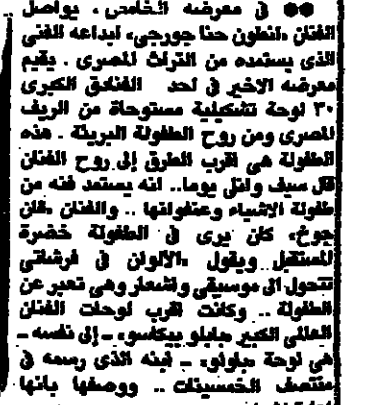 ●● في معرضه الخامس، يواصل
الفنان «انطون حنا جورجي» ابداعه الفني
الذي يستمده من التراث المصري. يقيم
معرضه الاخير في احد الفنادق الكبرى
٣٠ لوحة تشكيلية مستوحاة من الريف
المصري ومن روح الطفولة البريئة. هذه
الطفولة هي اقرب الطرق إلى روح الفنان
سيف وانلي يوما.. انه يستمد فنه من
طفولة الاشياء وعنفوانها.. والفنان «فان
جوخ» كان يرى في الطفولة خضرة
المستقبل ويقول «الالوان في فرشاتي
تتحول الى موسيقى واشعار وهي تعبر عن
الطفولة.. وكانت اقرب لوحات الفنان
العالمي الكبير «بابلو بيكاسو» - إلى نفسه -
هي لوحة «باولو» - ابنه الذي رسمه في
منتصف الخمسينات.. ووصفها بانها